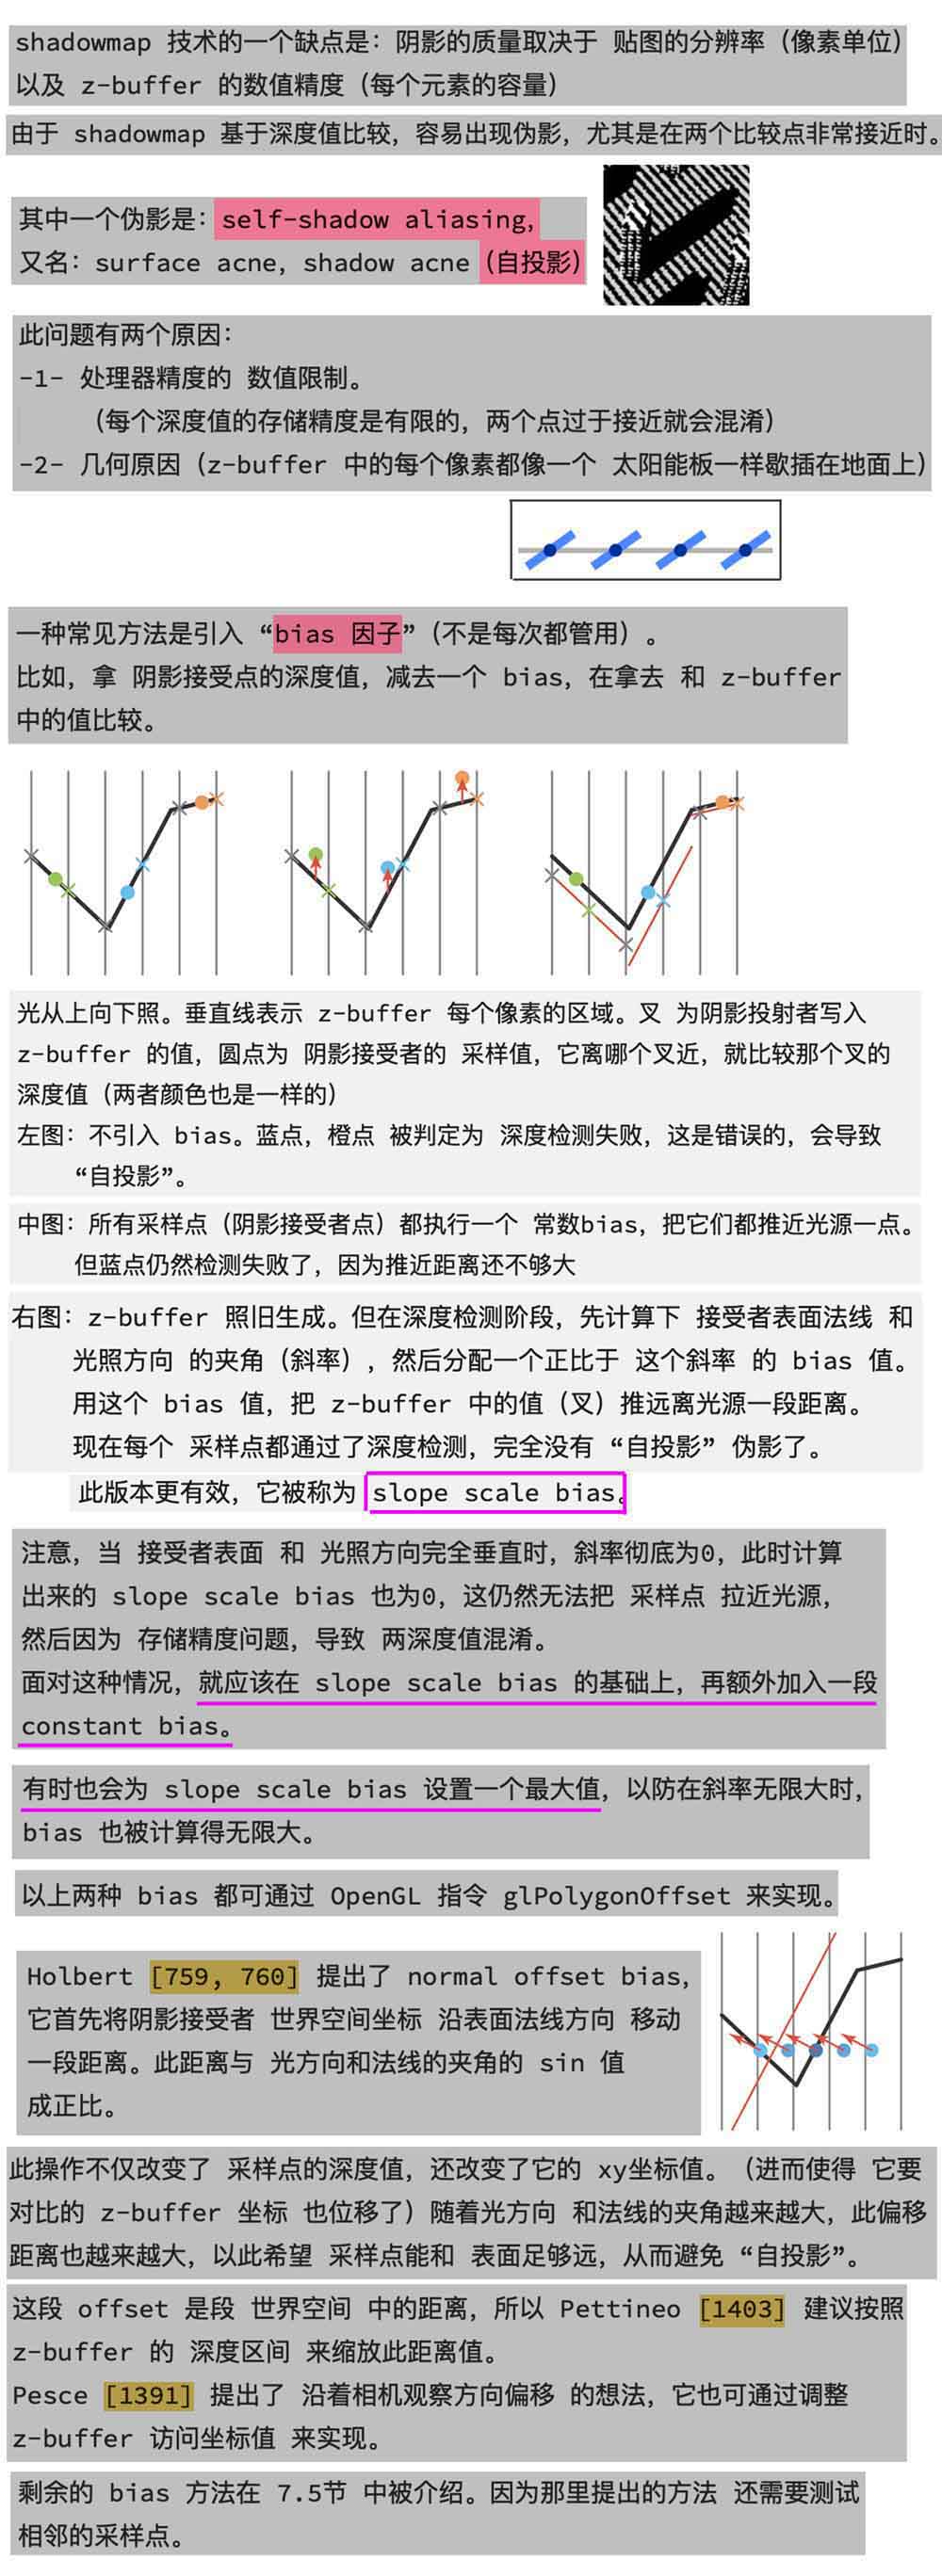 shadowmap 技术的一个缺点是：阴影的质量取决于 贴图的分辨率（像素单位）
以及 z-buffer 的数值精度（每个元素的容量）
由于 shadowmap 基于深度值比较，容易出现伪影，尤其是在两个比较点非常接近时。
其中一个伪影是：self-shadow aliasing,
又名：surface acne, shadow acne（自投影）
此问题有两个原因：
-1- 处理器精度的 数值限制。
（每个深度值的存储精度是有限的，两个点过于接近就会混淆）
-2- 几何原因（z-buffer 中的每个像素都像一个 太阳能板一样歇插在地面上）
一种常见方法是引入 “bias 因子”（不是每次都管用）。
比如，拿 阴影接受点的深度值，减去一个 bias，在拿去 和 z-buffer
中的值比较。
光从上向下照。垂直线表示 z-buffer 每个像素的区域。叉 为阴影投射者写入
z-buffer 的值，圆点为 阴影接受者的 采样值，它离哪个叉近，就比较那个叉的
深度值（两者颜色也是一样的）
左图：不引入 bias。蓝点，橙点 被判定为 深度检测失败，这是错误的，会导致
“自投影”。
中图：所有采样点（阴影接受者点）都执行一个 常数bias，把它们都推近光源一点。
但蓝点仍然检测失败了，因为推近距离还不够大
右图：z-buffer 照旧生成。但在深度检测阶段，先计算下 接受者表面法线 和
光照方向 的夹角（斜率），然后分配一个正比于 这个斜率 的 bias 值。
用这个 bias 值，把 z-buffer 中的值（叉）推远离光源一段距离。
现在每个 采样点都通过了深度检测，完全没有 “自投影” 伪影了。
此版本更有效，它被称为 slope scale bias。
注意，当 接受者表面 和 光照方向完全垂直时，斜率彻底为0，此时计算
出来的 slope scale bias 也为0，这仍然无法把 采样点 拉近光源，
然后因为 存储精度问题，导致 两深度值混淆。
面对这种情况，就应该在 slope scale bias 的基础上，再额外加入一段
constant bias。
有时也会为 slope scale bias 设置一个最大值，以防在斜率无限大时，
bias 也被计算得无限大。
以上两种 bias 都可通过 OpenGL 指令 glPolygonOffset 来实现。
Holbert [759, 760] 提出了 normal offset bias,
它首先将阴影接受者 世界空间坐标 沿表面法线方向 移动
一段距离。此距离与 光方向和法线的夹角的 sin 值
成正比。
此操作不仅改变了 采样点的深度值，还改变了它的 xy坐标值。（进而使得 它要
对比的 z-buffer 坐标 也位移了）随着光方向 和法线的夹角越来越大，此偏移
距离也越来越大，以此希望 采样点能和 表面足够远，从而避免 “自投影”。
这段 offset 是段 世界空间 中的距离，所以 Pettineo [1403] 建议按照
z-buffer 的 深度区间 来缩放此距离值。
Pesce [1391] 提出了 沿着相机观察方向偏移 的想法，它也可通过调整
z-buffer 访问坐标值 来实现。
剩余的 bias 方法在 7.5节 中被介绍。因为那里提出的方法 还需要测试
相邻的采样点。